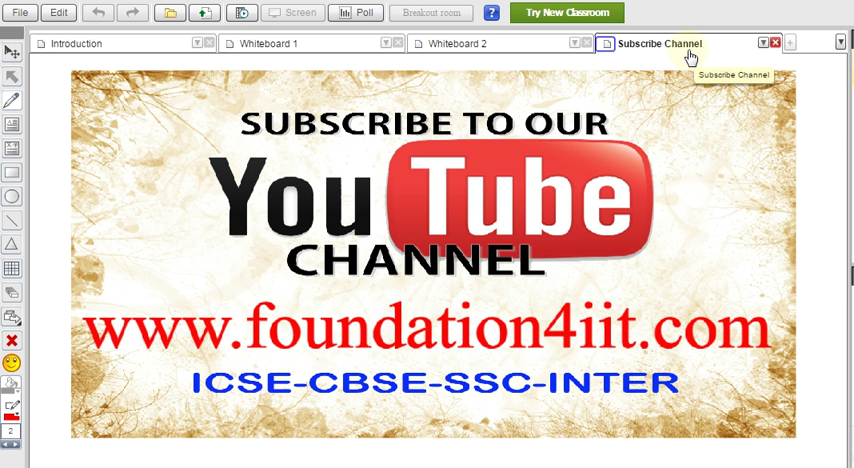 File Edit Screen Poll Breakout room ? Try New Classroom
Introduction Whiteboard 1 Whiteboard 2 Subscribe Channel
Subscribe Channel
SUBSCRIBE TO OUR
YouTube
CHANNEL
www.foundation4iit.com
ICSE-CBSE-SSC-INTER
2